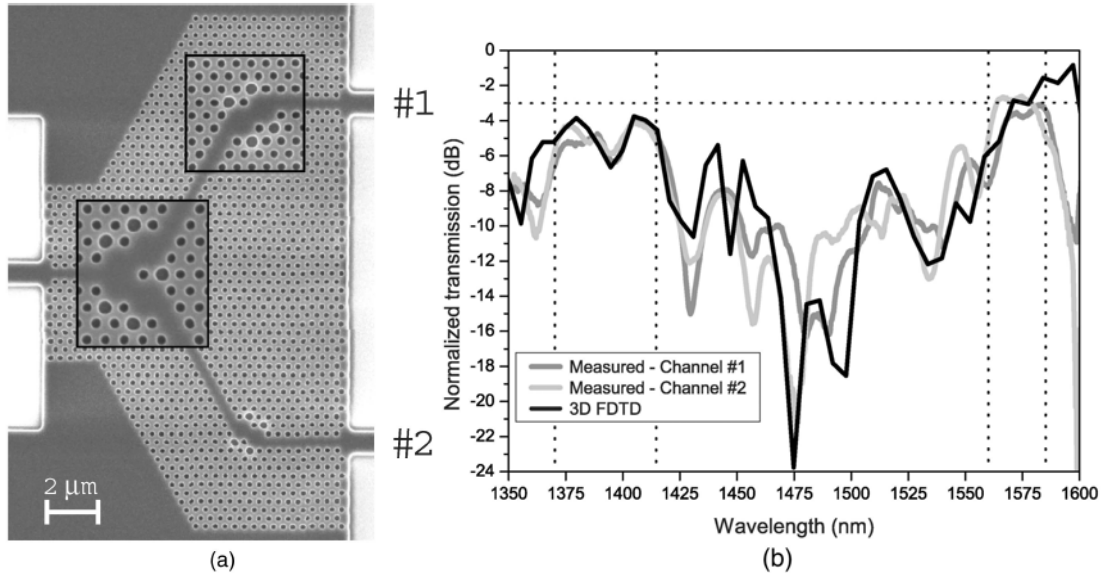 #1
#2
2 μm
(a)
Normalized transmission (dB)
0
-2
-4
-6
-8
-10
-12
-14
-16
-18
-20
-22
-24
Measured - Channel #1
Measured - Channel #2
3D FDTD
1350 1375 1400 1425 1450 1475 1500 1525 1550 1575 1600
Wavelength (nm)
(b)